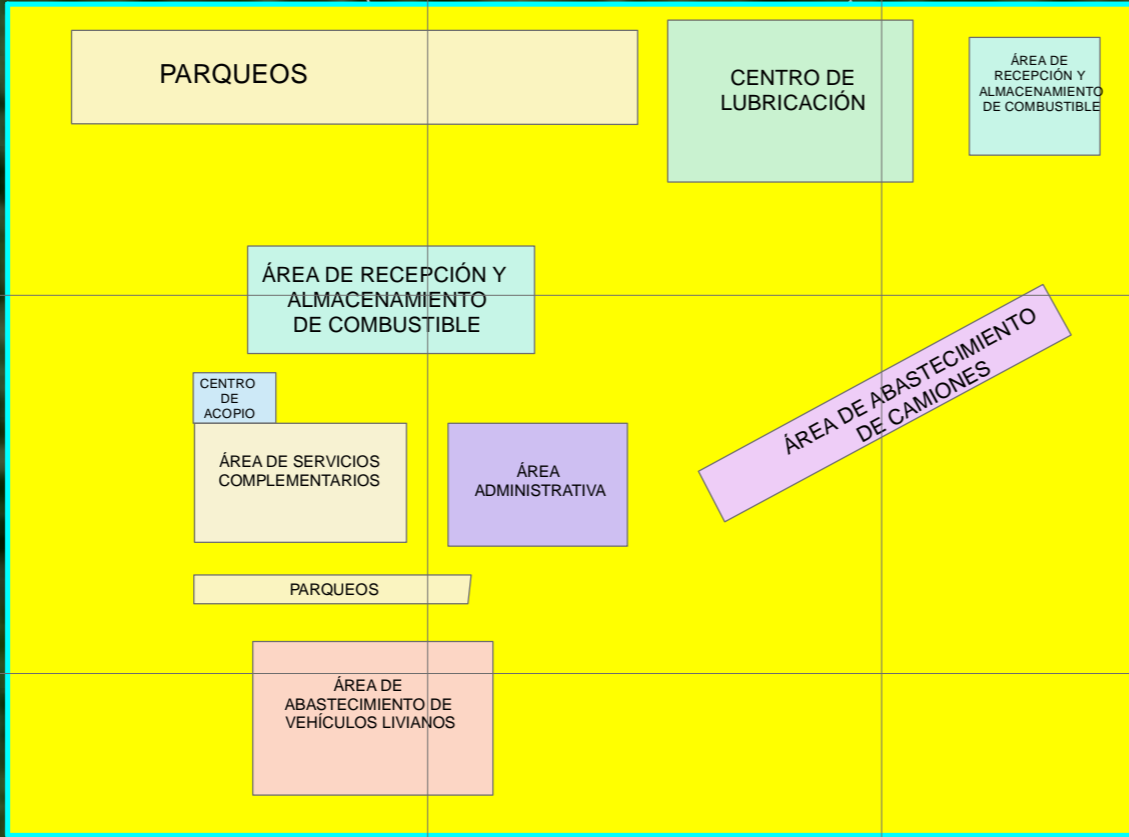 PARQUEOS
CENTRO DE
LUBRICACIÓN
ÁREA DE
RECEPCIÓN Y
ALMACENAMIENTO
DE COMBUSTIBLE
ÁREA DE RECEPCIÓN Y
ALMACENAMIENTO
DE COMBUSTIBLE
ÁREA DE ABASTECIMIENTO
DE CAMIONES
CENTRO
DE
ACOPIO
ÁREA DE SERVICIOS
COMPLEMENTARIOS
ÁREA
ADMINISTRATIVA
PARQUEOS
ÁREA DE
ABASTECIMIENTO DE
VEHÍCULOS LIVIANOS